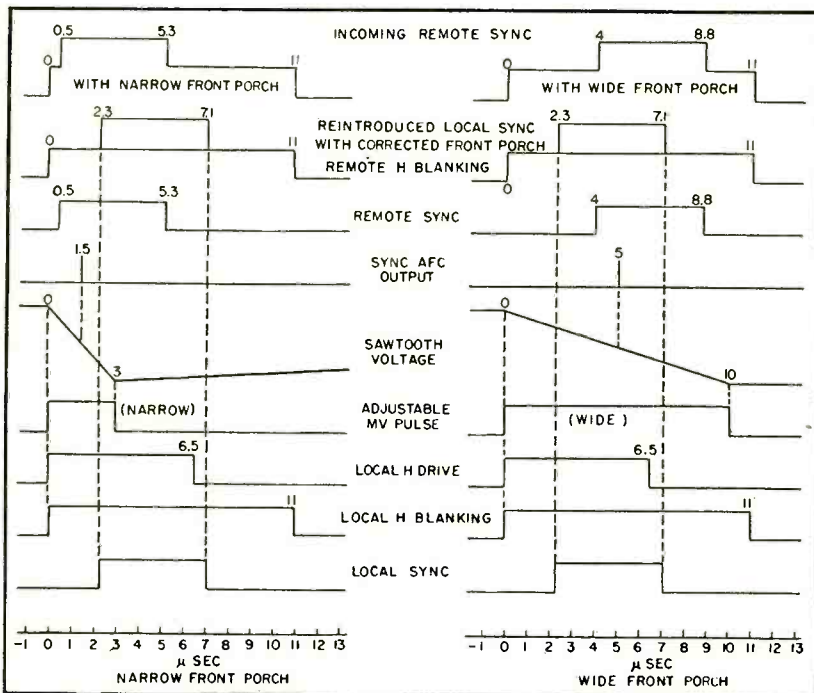 INCOMING REMOTE SYNC
0 0.5 5.3 11
WITH NARROW FRONT PORCH
0 4 8.8 11
WITH WIDE FRONT PORCH
REINTRODUCED LOCAL SYNC
WITH CORRECTED FRONT PORCH
REMOTE H BLANKING
0 2.3 7.1 11
0 2.3 7.1 11
REMOTE SYNC
0.5 5.3
4 8.8
SYNC AFC
OUTPUT
1.5
5
SAWTOOTH
VOLTAGE
0 3
0 10
ADJUSTABLE
MV PULSE
(NARROW)
(WIDE)
LOCAL H DRIVE
6.5
6.5
LOCAL H BLANKING
11
11
LOCAL SYNC
-1 0 1 2 3 4 5 6 7 8 9 10 11 12 13
μ SEC
NARROW FRONT PORCH
-1 0 1 2 3 4 5 6 7 8 9 10 11 12 13
μ SEC
WIDE FRONT PORCH